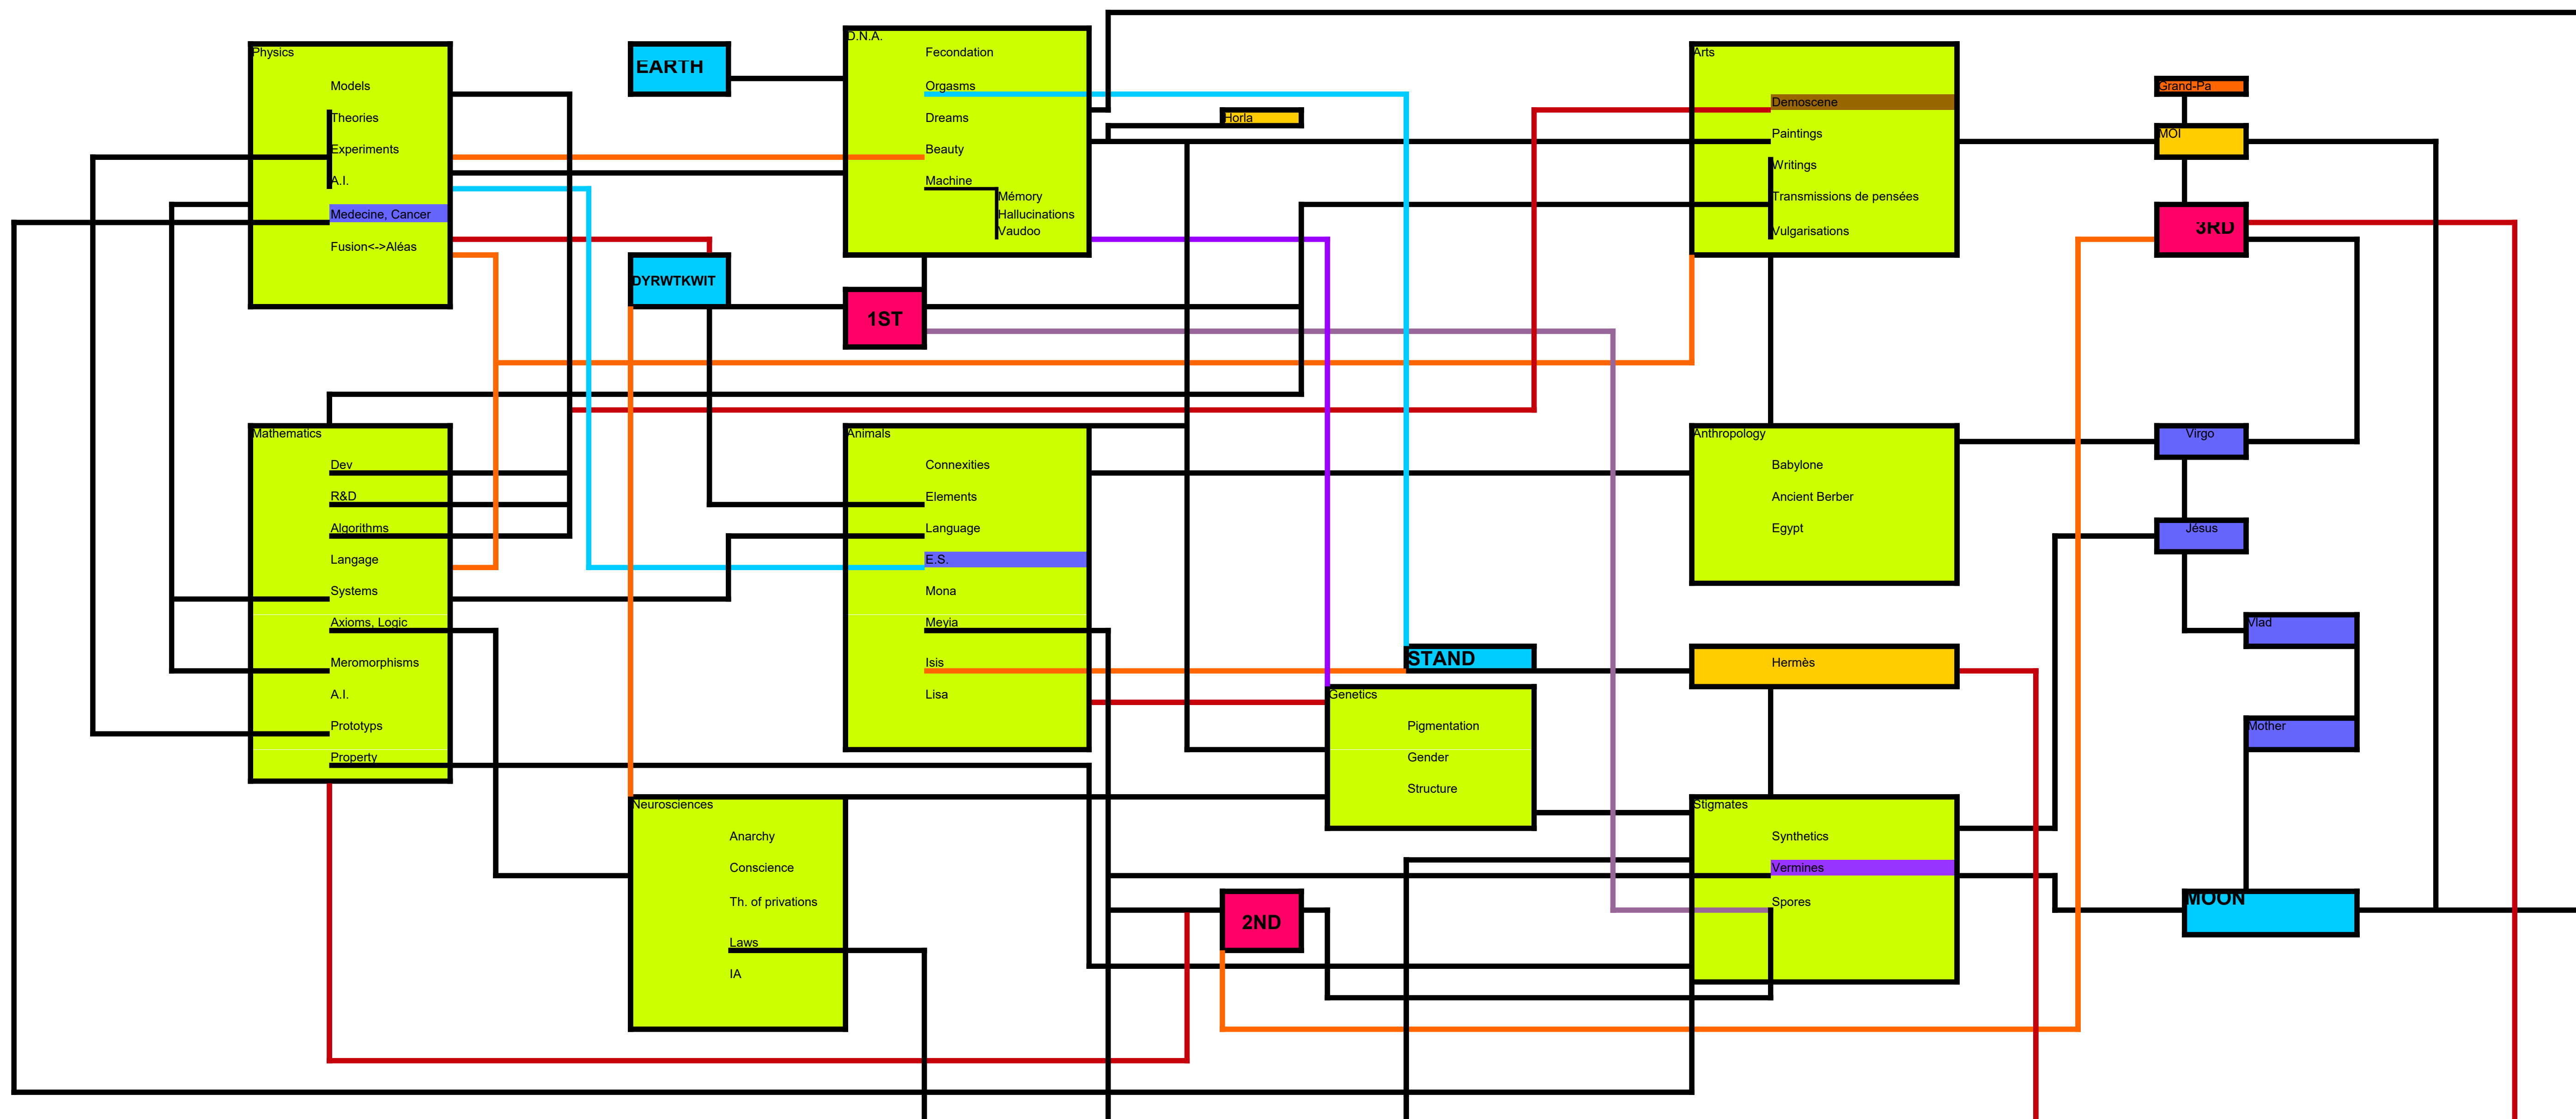 Physics
Models
Theories
Experiments
A.I.
Medecine, Cancer
Fusion<->Aléas
EARTH
D.N.A.
Fecondation
Orgasms
Dreams
Beauty
Machine
Mémory
Hallucinations
Vaudoo
Horla
Arts
Demoscene
Paintings
Writings
Transmissions de pensées
Vulgarisations
Grand-Pa
MOI
3RD
DYRWTKWIT
1ST
Mathematics
Dev
R&D
Algorithms
Langage
Systems
Axioms, Logic
Meromorphisms
A.I.
Prototyps
Property
Animals
Connexities
Elements
Language
E.S.
Mona
Meyia
Isis
Lisa
Anthropology
Babylone
Ancient Berber
Egypt
Virgo
Jésus
Vlad
Mother
STAND
Hermès
Genetics
Pigmentation
Gender
Structure
Neurosciences
Anarchy
Conscience
Th. of privations
Laws
IA
2ND
Stigmates
Synthetics
Vermines
Spores
MOON